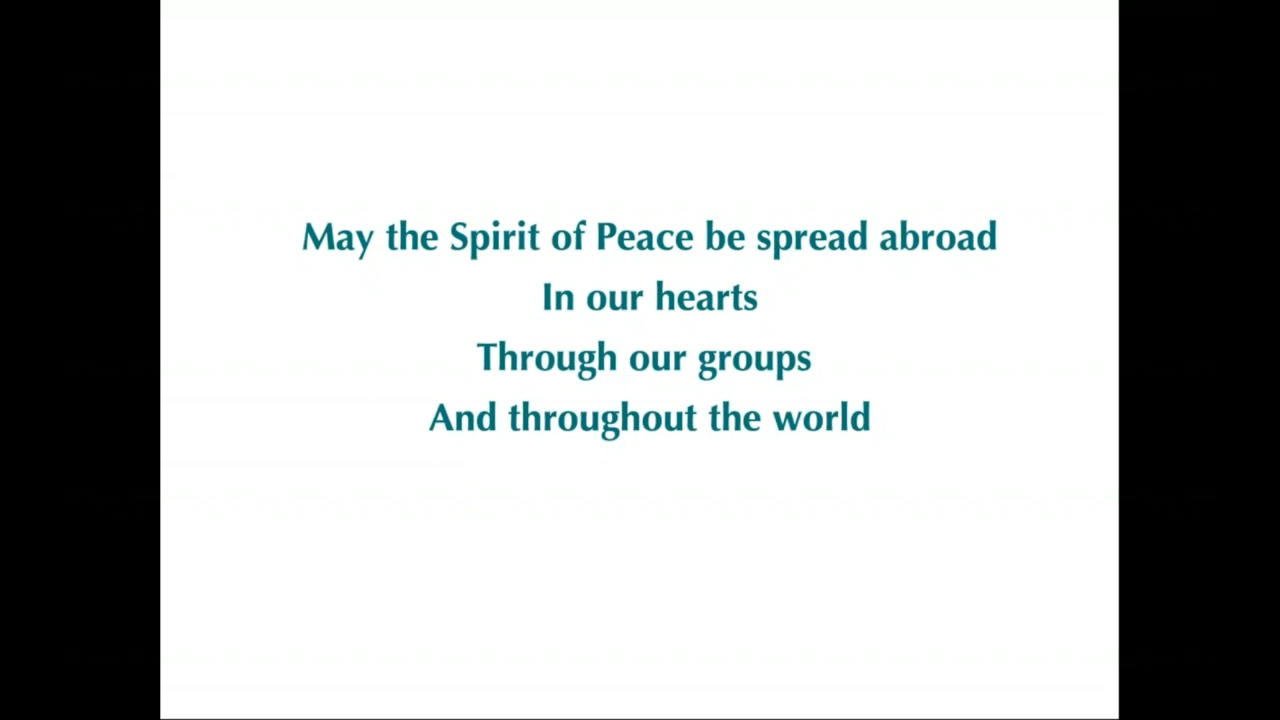 May the Spirit of Peace be spread abroad
In our hearts
Through our groups
And throughout the world